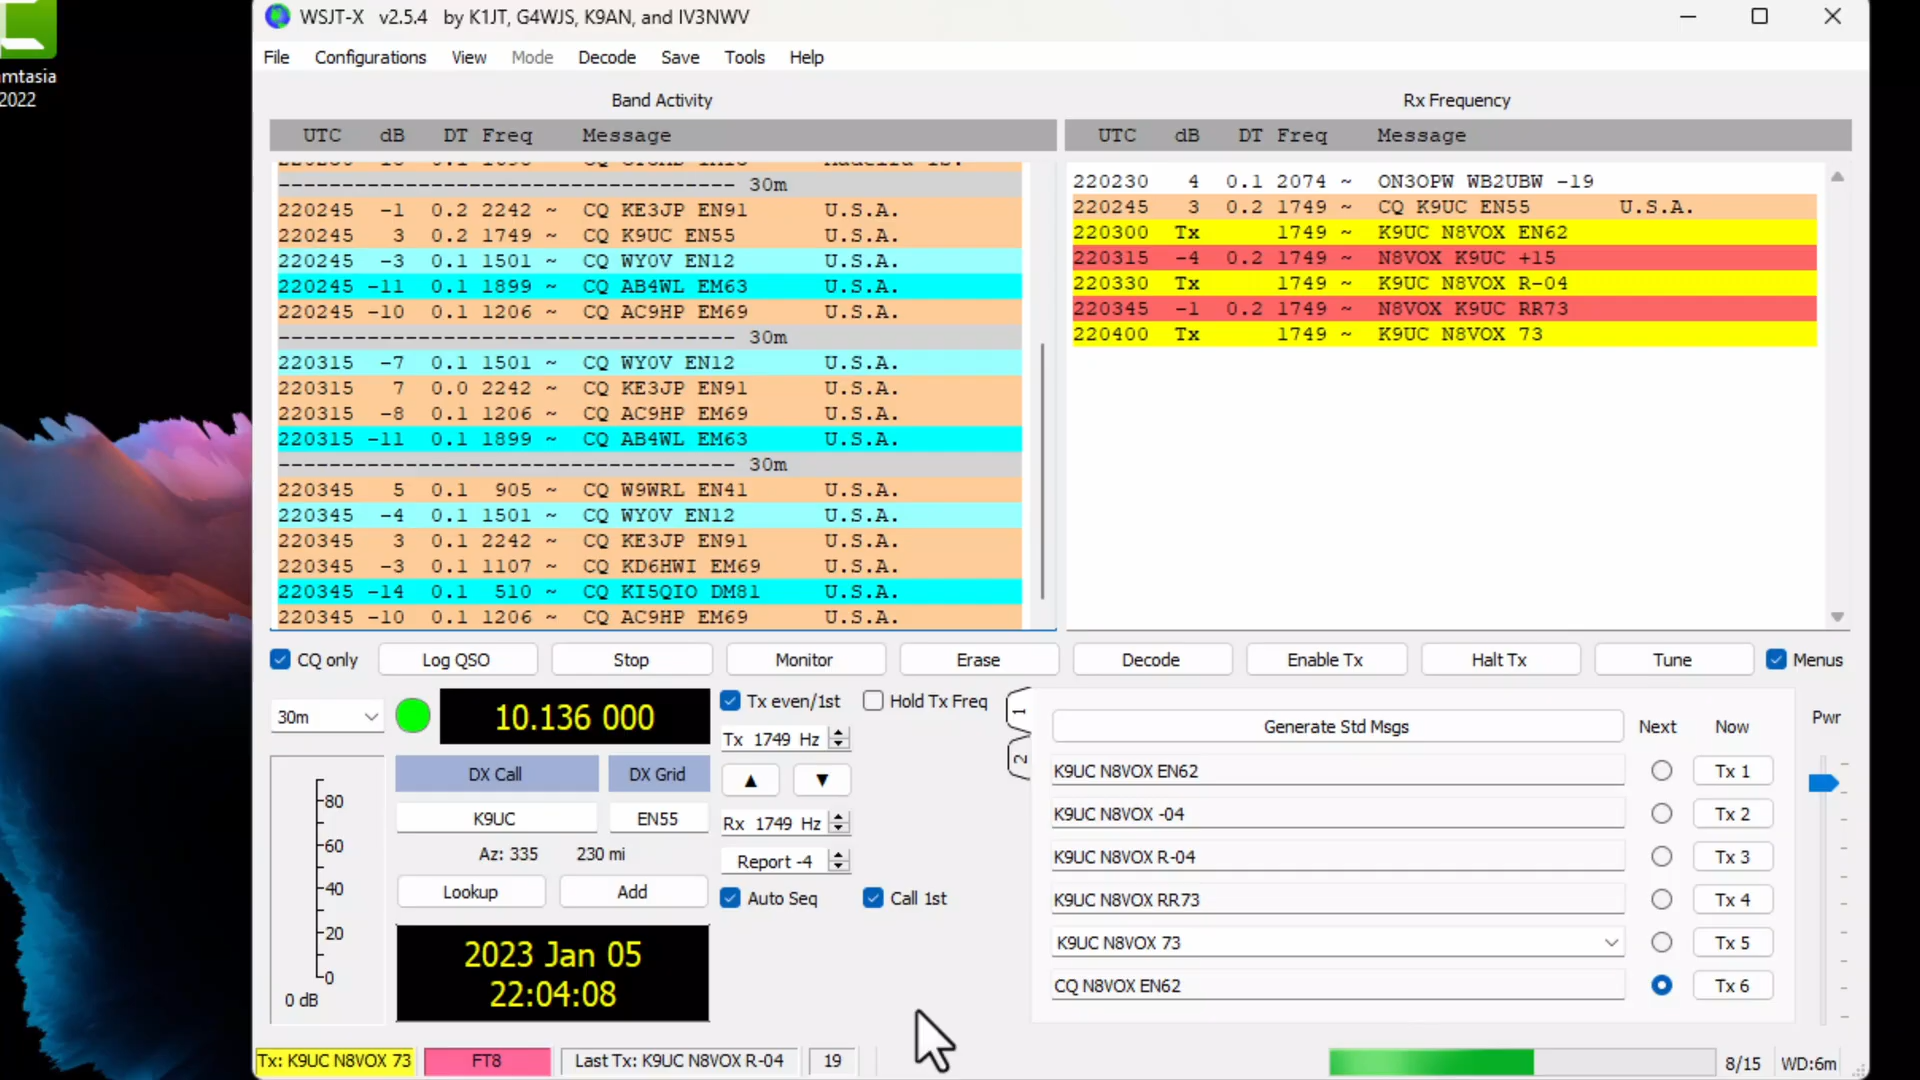 mtasia
2022
WSJT-X v2.5.4 by K1JT, G4WJS, K9AN, and IV3NWV
File Configurations View Mode Decode Save Tools Help
Band Activity
UTC dB DT Freq Message
------------------------------------ 30m
220245 -1 0.2 2242 ~ CQ KE3JP EN91 U.S.A.
220245 3 0.2 1749 ~ CQ K9UC EN55 U.S.A.
220245 -3 0.1 1501 ~ CQ WY0V EN12 U.S.A.
220245 -11 0.1 1899 ~ CQ AB4WL EM63 U.S.A.
220245 -10 0.1 1206 ~ CQ AC9HP EM69 U.S.A.
------------------------------------ 30m
220315 -7 0.1 1501 ~ CQ WY0V EN12 U.S.A.
220315 7 0.0 2242 ~ CQ KE3JP EN91 U.S.A.
220315 -8 0.1 1206 ~ CQ AC9HP EM69 U.S.A.
220315 -11 0.1 1899 ~ CQ AB4WL EM63 U.S.A.
------------------------------------ 30m
220345 5 0.1 905 ~ CQ W9WRL EN41 U.S.A.
220345 -4 0.1 1501 ~ CQ WY0V EN12 U.S.A.
220345 3 0.1 2242 ~ CQ KE3JP EN91 U.S.A.
220345 -3 0.1 1107 ~ CQ KD6HWI EM69 U.S.A.
220345 -14 0.1 510 ~ CQ KI5QIO DM81 U.S.A.
220345 -10 0.1 1206 ~ CQ AC9HP EM69 U.S.A.
Rx Frequency
UTC dB DT Freq Message
220230 4 0.1 2074 ~ ON3OPW WB2UBW -19
220245 3 0.2 1749 ~ CQ K9UC EN55 U.S.A.
220300 Tx 1749 ~ K9UC N8VOX EN62
220315 -4 0.2 1749 ~ N8VOX K9UC +15
220330 Tx 1749 ~ K9UC N8VOX R-04
220345 -1 0.2 1749 ~ N8VOX K9UC RR73
220400 Tx 1749 ~ K9UC N8VOX 73
CQ only Log QSO Stop Monitor Erase Decode Enable Tx Halt Tx Tune Menus
30m
10.136 000
Tx even/1st Hold Tx Freq
Tx 1749 Hz
▲ ▼
Rx 1749 Hz
Report -4
Auto Seq Call 1st
DX Call DX Grid
K9UC EN55
Az: 335 230 mi
Lookup Add
2023 Jan 05
22:04:08
80
60
40
20
0
0 dB
1
2
Generate Std Msgs Next Now
K9UC N8VOX EN62 Tx 1
K9UC N8VOX -04 Tx 2
K9UC N8VOX R-04 Tx 3
K9UC N8VOX RR73 Tx 4
K9UC N8VOX 73 Tx 5
CQ N8VOX EN62 Tx 6
Pwr
Tx: K9UC N8VOX 73 FT8 Last Tx: K9UC N8VOX R-04 19 8/15 WD:6m